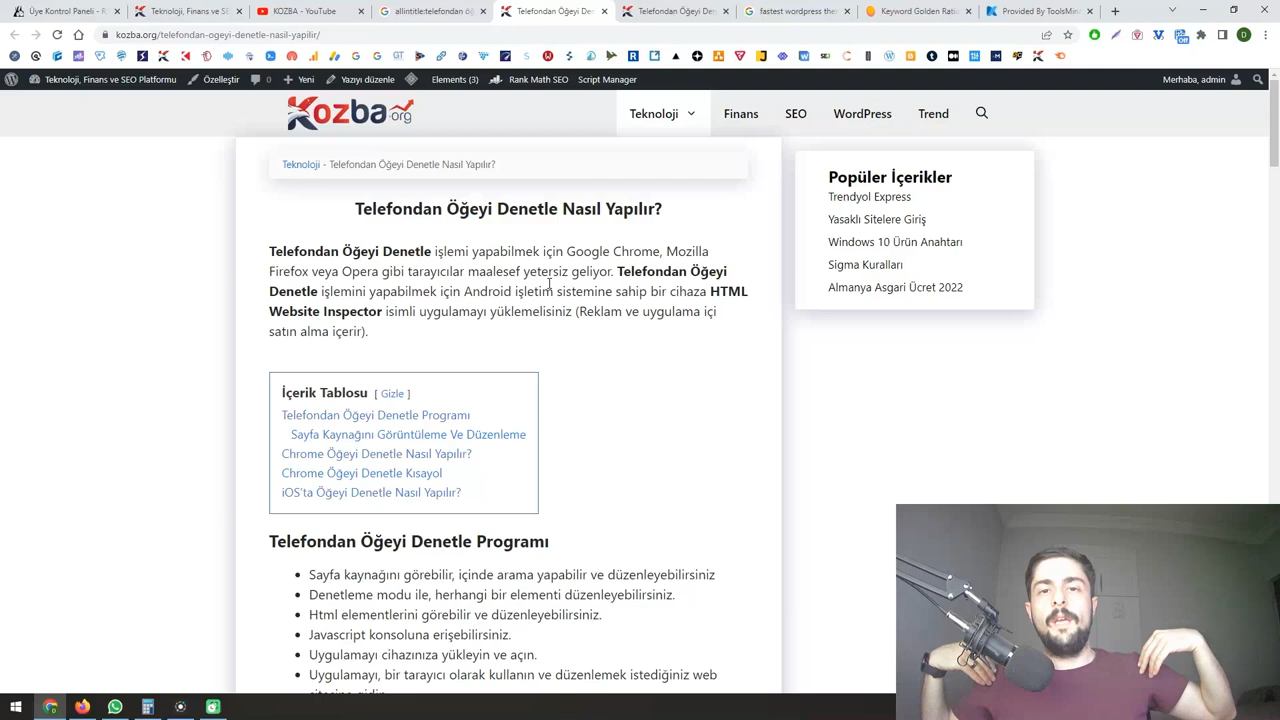 Üye Kontrol Paneli - R
Teknoloji, Finans ve SE
KOZBA - YouTube
allintitle:telefondan öğ
Telefondan Öğeyi Den
Telefondan Öğeyi Den
fastest wordpress the
Keyword Golden Rati
Provided By ToolsMin
kozba.org/telefondan-ogeyi-denetle-nasil-yapilir/
Teknoloji, Finans ve SEO Platformu
Özelleştir
0
Yeni
Yazıyı düzenle
Elements (3)
Rank Math SEO
Script Manager
Merhaba, admin
Kozba.org
Teknoloji
Finans
SEO
WordPress
Trend
Teknoloji - Telefondan Öğeyi Denetle Nasıl Yapılır?
Telefondan Öğeyi Denetle Nasıl Yapılır?
Telefondan Öğeyi Denetle işlemi yapabilmek için Google Chrome, Mozilla
Firefox veya Opera gibi tarayıcılar maalesef yetersiz geliyor. Telefondan Öğeyi
Denetle işlemini yapabilmek için Android işletim sistemine sahip bir cihaza HTML
Website Inspector isimli uygulamayı yüklemelisiniz (Reklam ve uygulama içi
satın alma içerir).
İçerik Tablosu [ Gizle ]
Telefondan Öğeyi Denetle Programı
Sayfa Kaynağını Görüntüleme Ve Düzenleme
Chrome Öğeyi Denetle Nasıl Yapılır?
Chrome Öğeyi Denetle Kısayol
iOS'ta Öğeyi Denetle Nasıl Yapılır?
Telefondan Öğeyi Denetle Programı
Sayfa kaynağını görebilir, içinde arama yapabilir ve düzenleyebilirsiniz
Denetleme modu ile, herhangi bir elementi düzenleyebilirsiniz.
Html elementlerini görebilir ve düzenleyebilirsiniz.
Javascript konsoluna erişebilirsiniz.
Uygulamayı cihazınıza yükleyin ve açın.
Uygulamayı, bir tarayıcı olarak kullanın ve düzenlemek istediğiniz web
sitesine gidin
Popüler İçerikler
Trendyol Express
Yasaklı Sitelere Giriş
Windows 10 Ürün Anahtarı
Sigma Kuralları
Almanya Asgari Ücret 2022